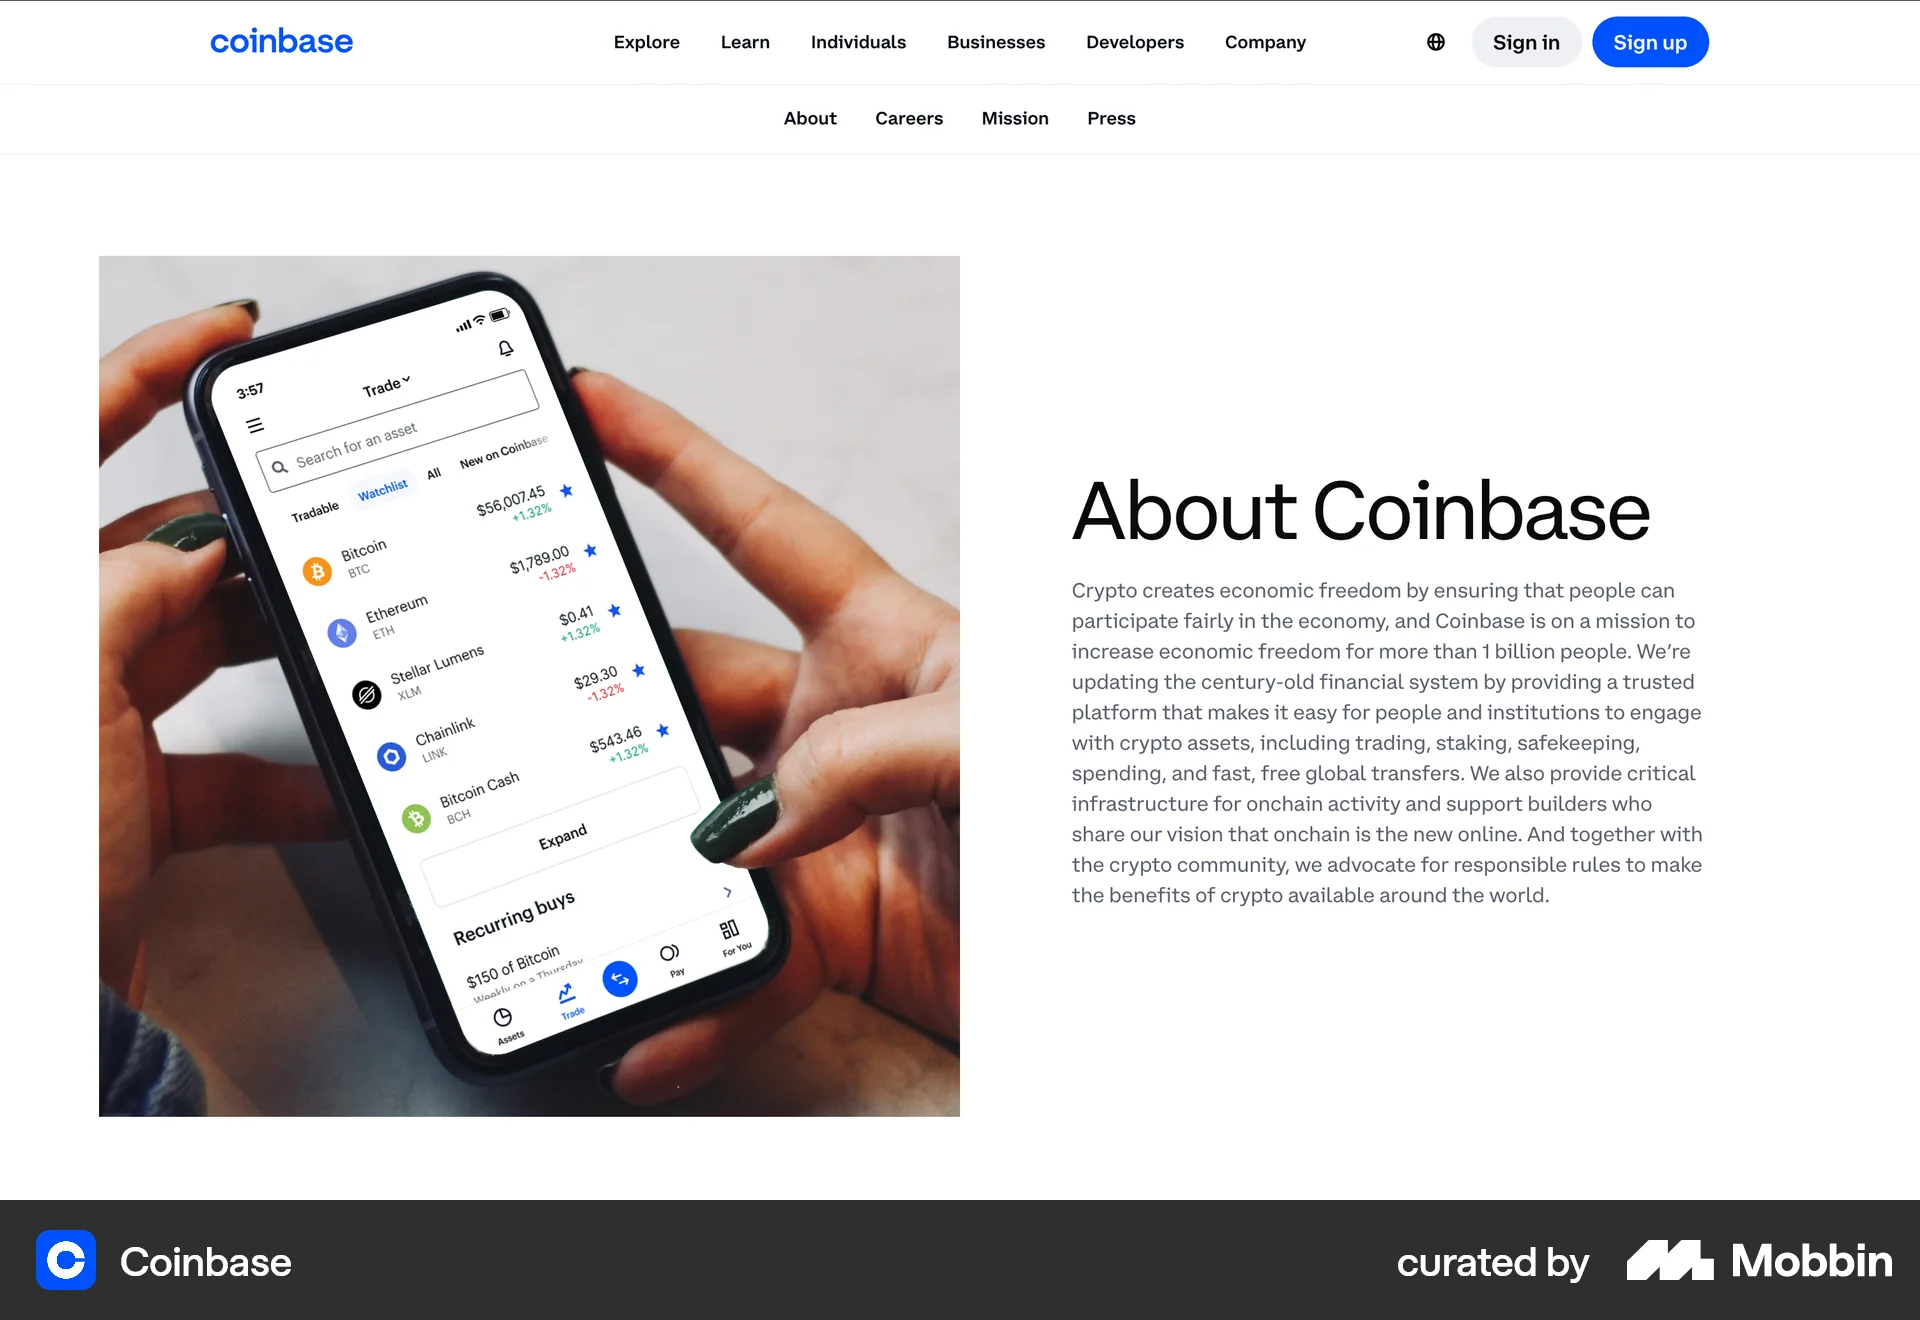 coinbase
Explore
Learn
Individuals
Businesses
Developers
Company
Sign in
Sign up
About
Careers
Mission
Press
3:57
Trade
Search for an asset
Tradable
Watchlist
All
New on Coinbase
Bitcoin
BTC
$56,007.45
+1.32%
Ethereum
ETH
$1,789.00
-1.32%
Stellar Lumens
XLM
$0.41
+1.32%
Chainlink
LINK
$29.30
-1.32%
Bitcoin Cash
BCH
$543.46
+1.32%
Expand
Recurring buys
$150 of Bitcoin
Weekly on a Thursday
Assets
Trade
Pay
For You
About Coinbase
Crypto creates economic freedom by ensuring that people can
participate fairly in the economy, and Coinbase is on a mission to
increase economic freedom for more than 1 billion people. We’re
updating the century-old financial system by providing a trusted
platform that makes it easy for people and institutions to engage
with crypto assets, including trading, staking, safekeeping,
spending, and fast, free global transfers. We also provide critical
infrastructure for onchain activity and support builders who
share our vision that onchain is the new online. And together with
the crypto community, we advocate for responsible rules to make
the benefits of crypto available around the world.
Coinbase
curated by Mobbin